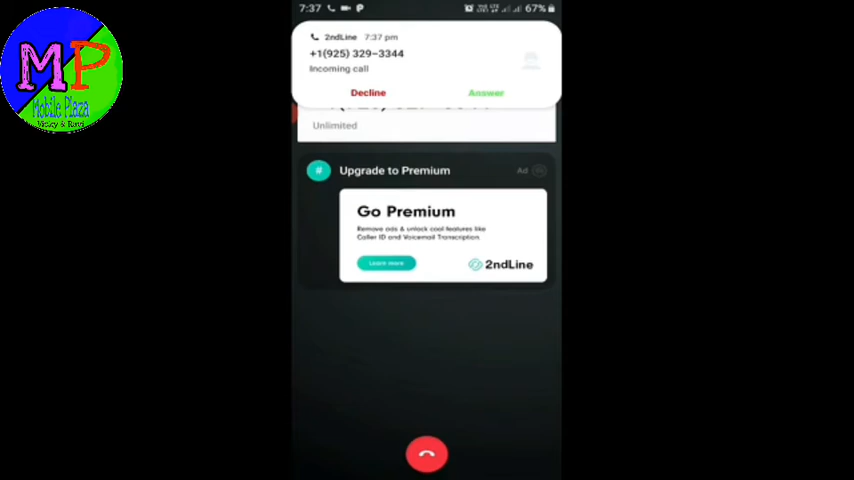 7:37
67%
MP
Mobile Plaza
Vicky & Ravi
2ndLine 7:37 pm
+1(925) 329-3344
Incoming call
Decline
Answer
Unlimited
#
Upgrade to Premium
Ad
Go Premium
Remove ads & unlock cool features like
Caller ID and Voicemail Transcription.
Learn more
2ndLine